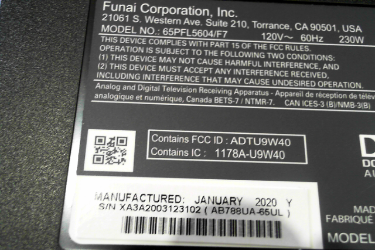 Funai Corporation, Inc.
21061 S. Western Ave. Suite 210, Torrance, CA 90501, USA
MODEL NO.: 65PFL5604/F7 120V~ 60Hz 230W
THIS DEVICE COMPLIES WITH PART 15 OF THE FCC RULES.
OPERATION IS SUBJECT TO THE FOLLOWING TWO CONDITIONS:
(1) THIS DEVICE MAY NOT CAUSE HARMFUL INTERFERENCE, AND
(2) THIS DEVICE MUST ACCEPT ANY INTERFERENCE
RECEIVED, INCLUDING INTERFERENCE THAT MAY CAUSE
UNDESIRED OPERATION.
Analog and Digital Television Receiving Apparatus - Appareil de réception de télé
analogique et numérique, Canada BETS-7 / NTMR-7. CAN ICES-3 (B)/NMB-3(B)
Contains FCC ID : ADTU9W40
Contains IC : 1178A-U9W40
MANUFACTURED: JANUARY 2020 Y
S/N XA3A2003123102 ( AB788UA-65UL )
MODEL
MA
FABRIQUÉ